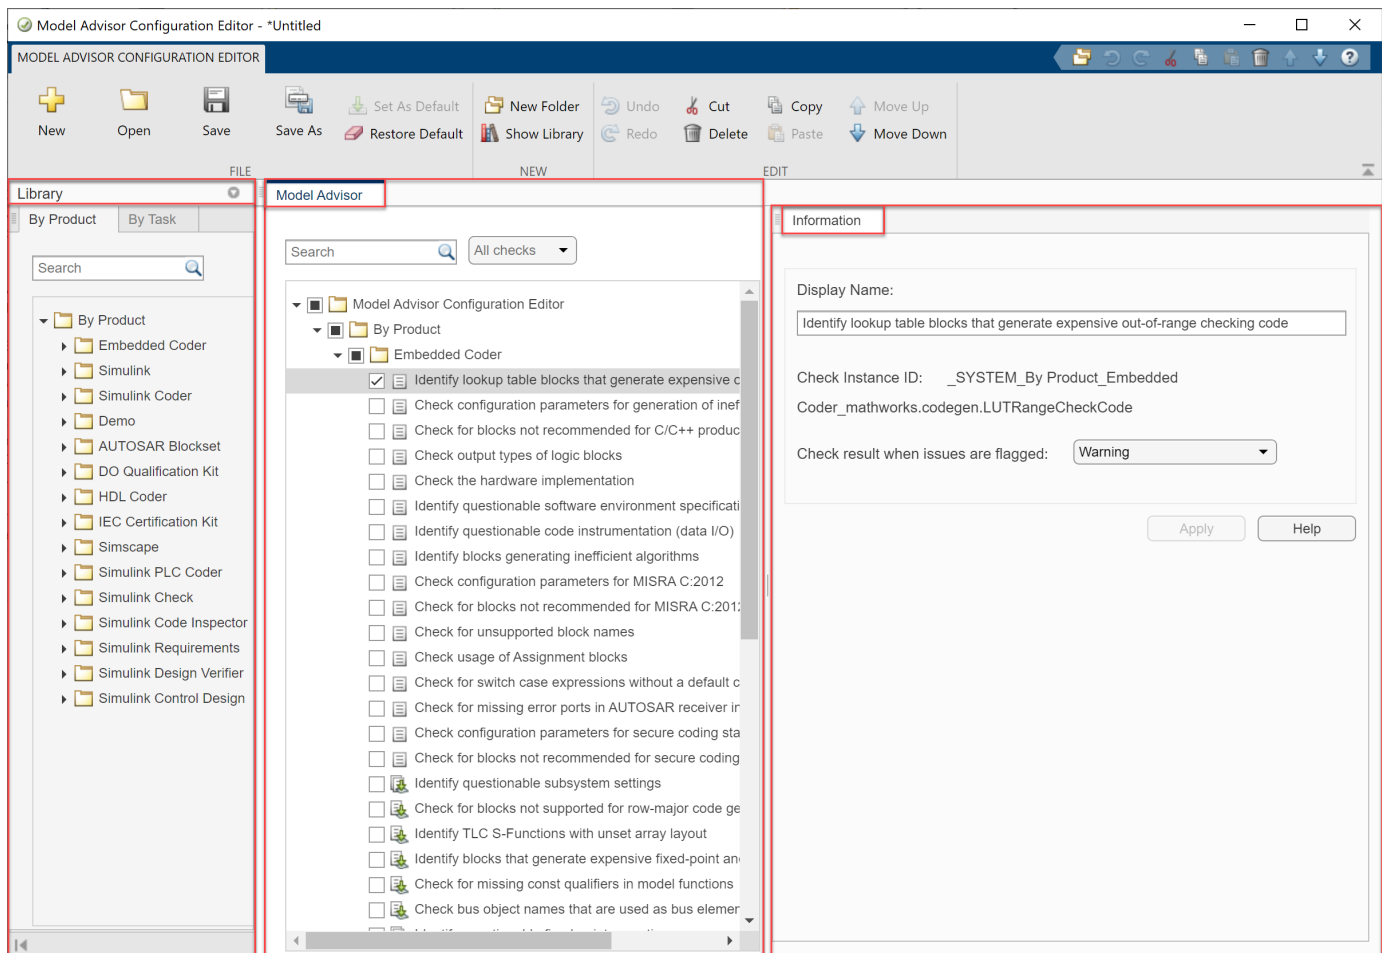 Model Advisor Configuration Editor - *Untitled
MODEL ADVISOR CONFIGURATION EDITOR
New
Open
Save
Save As
Set As Default
Restore Default
New Folder
Show Library
Undo
Redo
Cut
Delete
Copy
Paste
Move Up
Move Down
FILE
NEW
EDIT
Library
By Product
By Task
Search
By Product
Embedded Coder
Simulink
Simulink Coder
Demo
AUTOSAR Blockset
DO Qualification Kit
HDL Coder
IEC Certification Kit
Simscape
Simulink PLC Coder
Simulink Check
Simulink Code Inspector
Simulink Requirements
Simulink Design Verifier
Simulink Control Design
Model Advisor
Search
All checks
Model Advisor Configuration Editor
By Product
Embedded Coder
Identify lookup table blocks that generate expensive c
Check configuration parameters for generation of inef
Check for blocks not recommended for C/C++ produc
Check output types of logic blocks
Check the hardware implementation
Identify questionable software environment specificati
Identify questionable code instrumentation (data I/O)
Identify blocks generating inefficient algorithms
Check configuration parameters for MISRA C:2012
Check for blocks not recommended for MISRA C:2012
Check for unsupported block names
Check usage of Assignment blocks
Check for switch case expressions without a default c
Check for missing error ports in AUTOSAR receiver in
Check configuration parameters for secure coding sta
Check for blocks not recommended for secure coding
Identify questionable subsystem settings
Check for blocks not supported for row-major code ge
Identify TLC S-Functions with unset array layout
Identify blocks that generate expensive fixed-point an
Check for missing const qualifiers in model functions
Check bus object names that are used as bus elemer
Information
Display Name:
Identify lookup table blocks that generate expensive out-of-range checking code
Check Instance ID: _SYSTEM_By Product_Embedded
Coder_mathworks.codegen.LUTRangeCheckCode
Check result when issues are flagged: Warning
Apply
Help